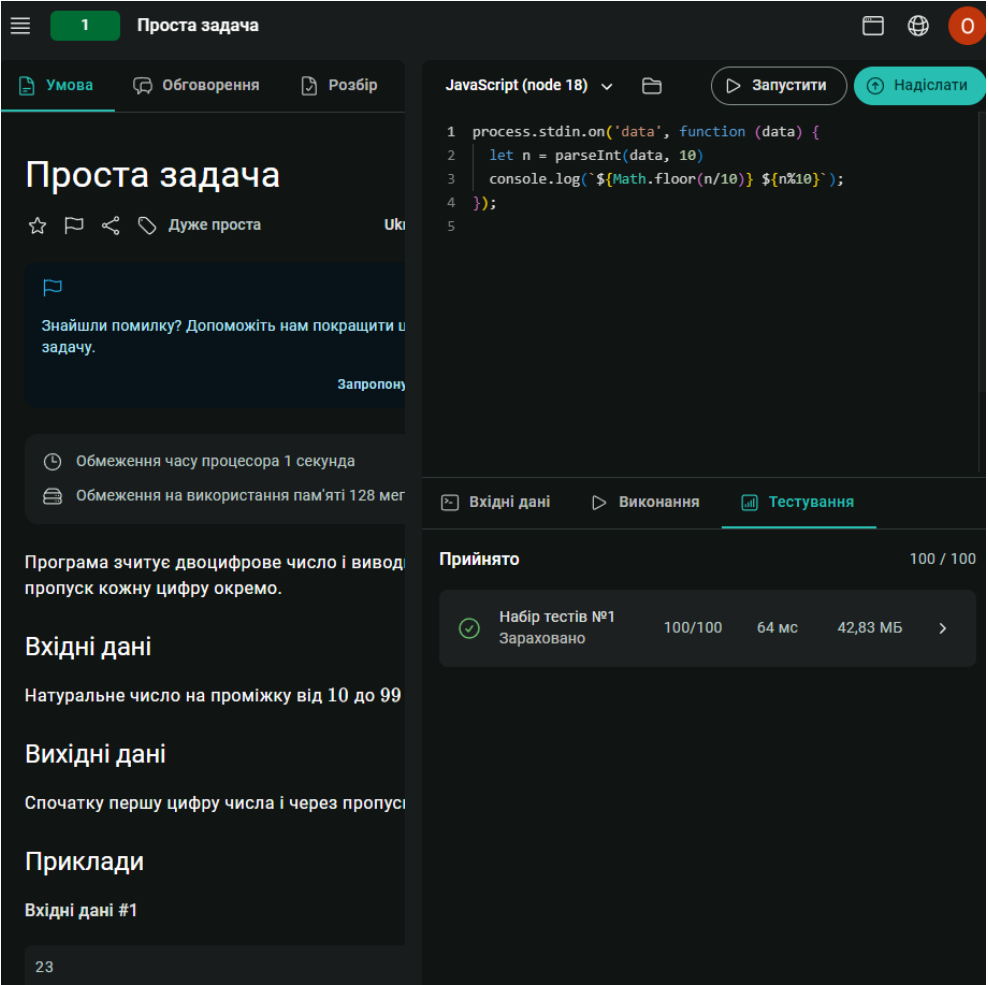 1 Проста задача O
Умова Обговорення Розбір
Проста задача
Дуже проста
Знайшли помилку? Допоможіть нам покращити
задачу.
Обмеження часу процесора 1 секунда
Обмеження на використання пам'яті 128
Програма зчитує двоцифрове число і
пропуск кожну цифру окремо.
Вхідні дані
Натуральне число на проміжку від 10 до 99
Вихідні дані
Спочатку першу цифру числа і через
Приклади
Вхідні дані #1
23
JavaScript (node 18) Запустити Надіслати
1 process.stdin.on('data', function (data) {
2 let n = parseInt(data, 10)
3 console.log(`${Math.floor(n/10)} ${n%10}`);
4 });
5
Вхідні дані Виконання Тестування
Прийнято 100 / 100
Набір тестів №1
Зараховано 100/100 64 мс 42,83 МБ